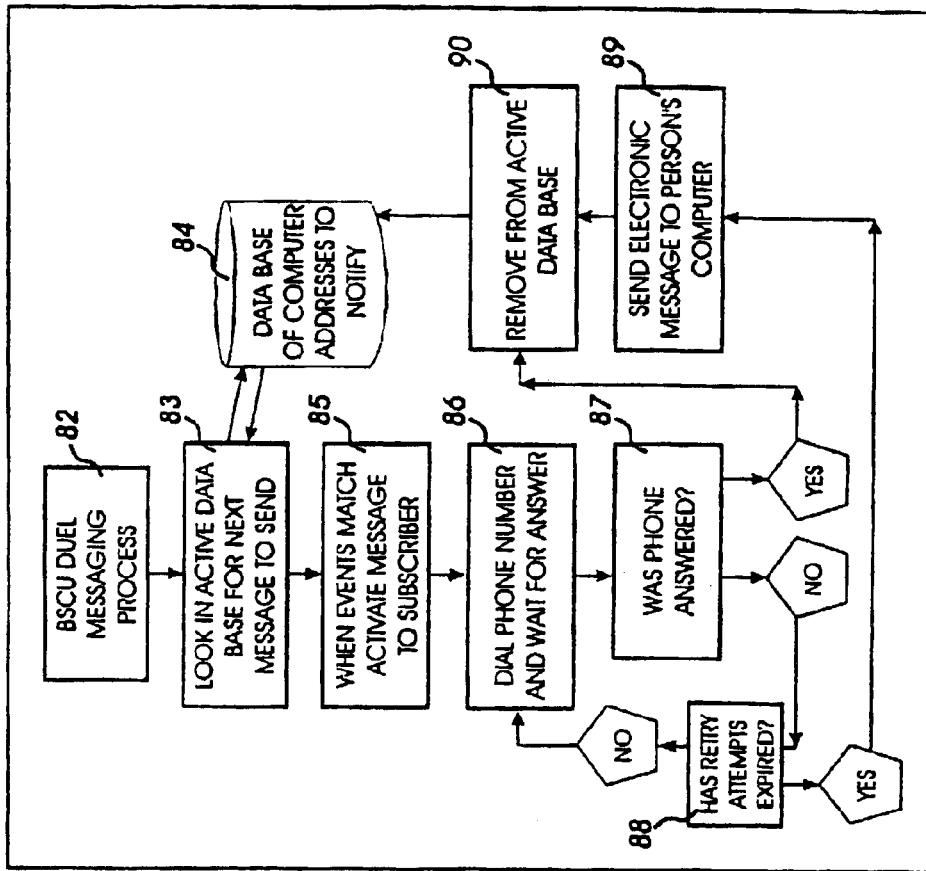 82
BSCU DUEL
MESSAGING
PROCESS
83
LOOK IN ACTIVE DATA
BASE FOR NEXT
MESSAGE TO SEND
84
DATA BASE
OF COMPUTER
ADDRESSES TO
NOTIFY
85
WHEN EVENTS MATCH
ACTIVATE MESSAGE
TO SUBSCRIBER
86
DIAL PHONE NUMBER
AND WAIT FOR ANSWER
87
WAS PHONE
ANSWERED?
NO
YES
88
HAS RETRY
ATTEMPTS
EXPIRED?
NO
YES
90
REMOVE FROM ACTIVE
DATA BASE
89
SEND ELECTRONIC
MESSAGE TO PERSON'S
COMPUTER